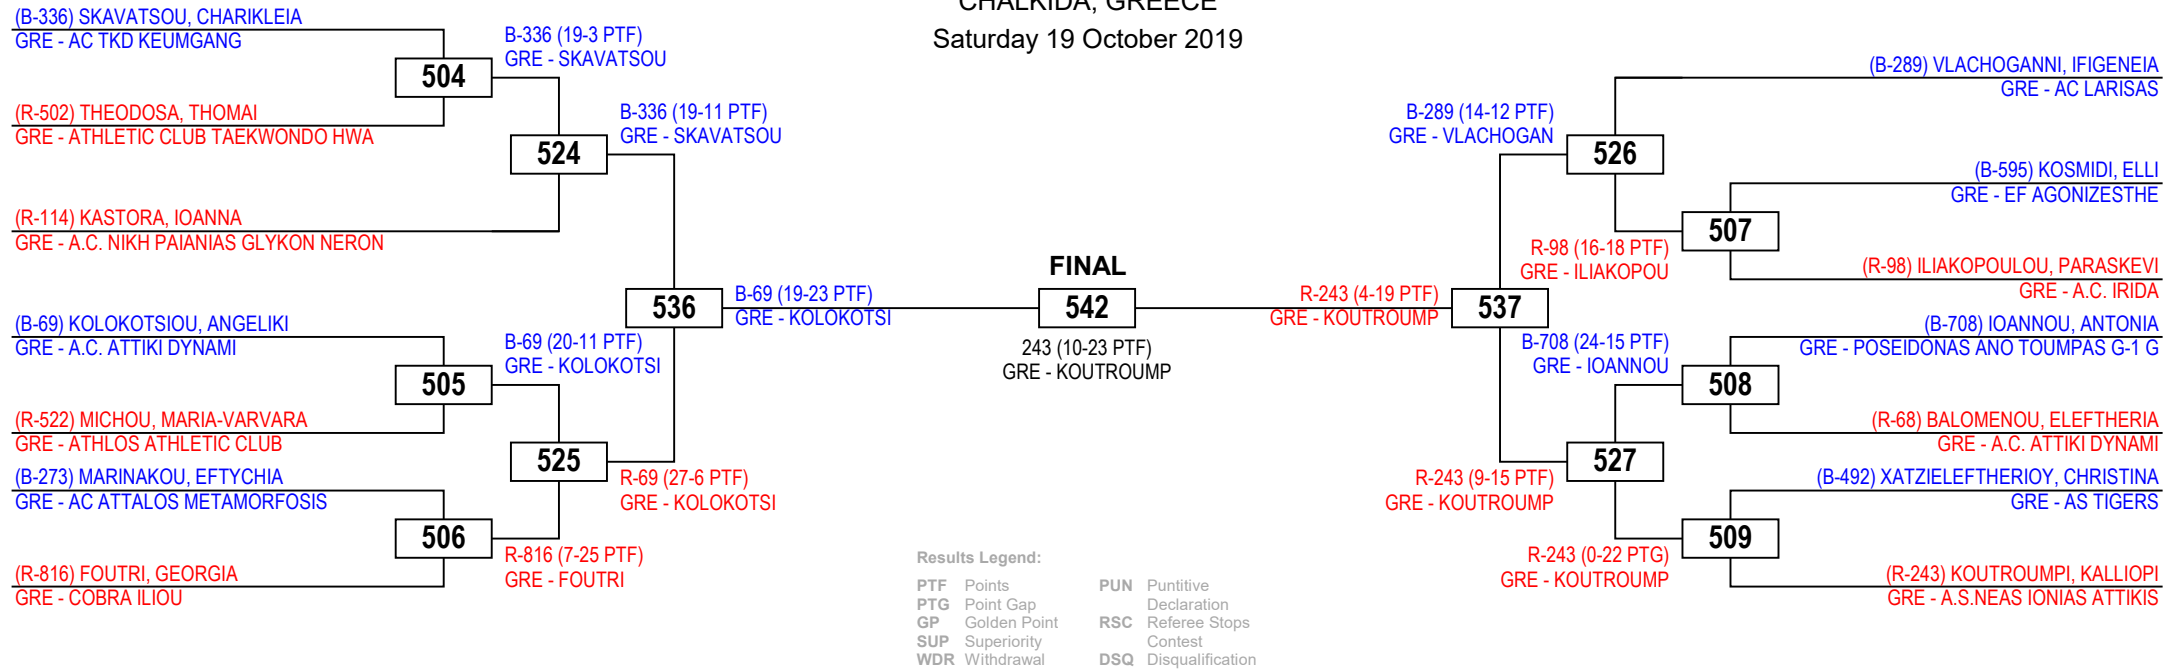 CHALKIDA, GREECE
Saturday 19 October 2019
(B-336) SKAVATSOU, CHARIKLEIA
GRE - AC TKD KEUMGANG
504
B-336 (19-3 PTF)
GRE - SKAVATSOU
(R-502) THEODOSA, THOMAI
GRE - ATHLETIC CLUB TAEKWONDO HWA
524
B-336 (19-11 PTF)
GRE - SKAVATSOU
(R-114) KASTORA, IOANNA
GRE - A.C. NIKH PAIANIAS GLYKON NERON
536
B-69 (19-23 PTF)
GRE - KOLOKOTSI
(B-69) KOLOKOTSIOU, ANGELIKI
GRE - A.C. ATTIKI DYNAMI
505
B-69 (20-11 PTF)
GRE - KOLOKOTSI
(R-522) MICHOU, MARIA-VARVARA
GRE - ATHLOS ATHLETIC CLUB
525
R-69 (27-6 PTF)
GRE - KOLOKOTSI
(B-273) MARINAKOU, EFTYCHIA
GRE - AC ATTALOS METAMORFOSIS
506
R-816 (7-25 PTF)
GRE - FOUTRI
(R-816) FOUTRI, GEORGIA
GRE - COBRA ILIOU
FINAL
542
243 (10-23 PTF)
GRE - KOUTROUMP
(B-289) VLACHOGANNI, IFIGENEIA
GRE - AC LARISAS
B-289 (14-12 PTF)
GRE - VLACHOGAN
526
(B-595) KOSMIDI, ELLI
GRE - EF AGONIZESTHE
507
R-98 (16-18 PTF)
GRE - ILIAKOPOU
(R-98) ILIAKOPOULOU, PARASKEVI
GRE - A.C. IRIDA
R-243 (4-19 PTF)
GRE - KOUTROUMP
537
(B-708) IOANNOU, ANTONIA
GRE - POSEIDONAS ANO TOUMPAS G-1 G
B-708 (24-15 PTF)
GRE - IOANNOU
508
(R-68) BALOMENOU, ELEFTHERIA
GRE - A.C. ATTIKI DYNAMI
R-243 (9-15 PTF)
GRE - KOUTROUMP
527
(B-492) XATZIELEFTHERIOY, CHRISTINA
GRE - AS TIGERS
509
R-243 (0-22 PTG)
GRE - KOUTROUMP
(R-243) KOUTROUMPI, KALLIOPI
GRE - A.S.NEAS IONIAS ATTIKIS
Results Legend:
PTF Points
PTG Point Gap
GP Golden Point
SUP Superiority
WDR Withdrawal
PUN Puntitive
Declaration
RSC Referee Stops
Contest
DSQ Disqualification